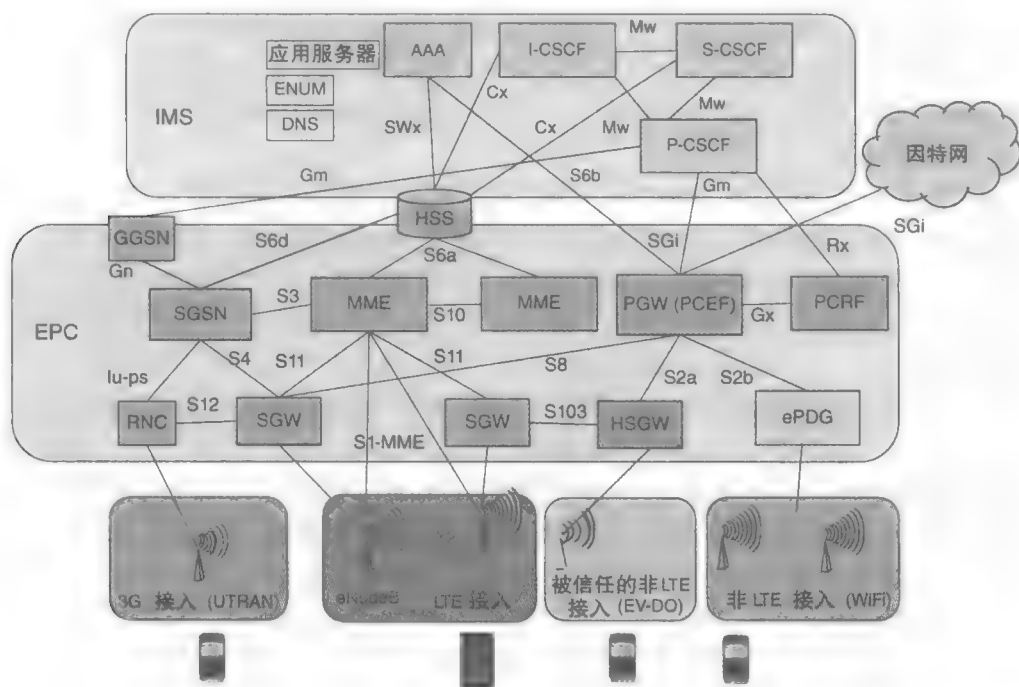 应用服务器
AAA
I-CSCF
Mw
S-CSCF
ENUM
DNS
IMS
Cx
SWx
Cx
Mw
Mw
P-CSCF
因特网
Gm
S6b
Gm
HSS
SGi
SGi
GGSN
S6d
S6a
Rx
Gn
SGSN
S3
MME
S10
MME
PGW (PCEF)
Gx
PCRF
EPC
S4
S11
S11
S8
S2a
S2b
Iu-ps
RNC
S12
SGW
S1-MME
SGW
S103
HSGW
ePDG
3G 接入 (UTRAN)
eNodeB
LTE 接入
被信任的非LTE
接入 (EV-DO)
非 LTE 接入 (WiFi)